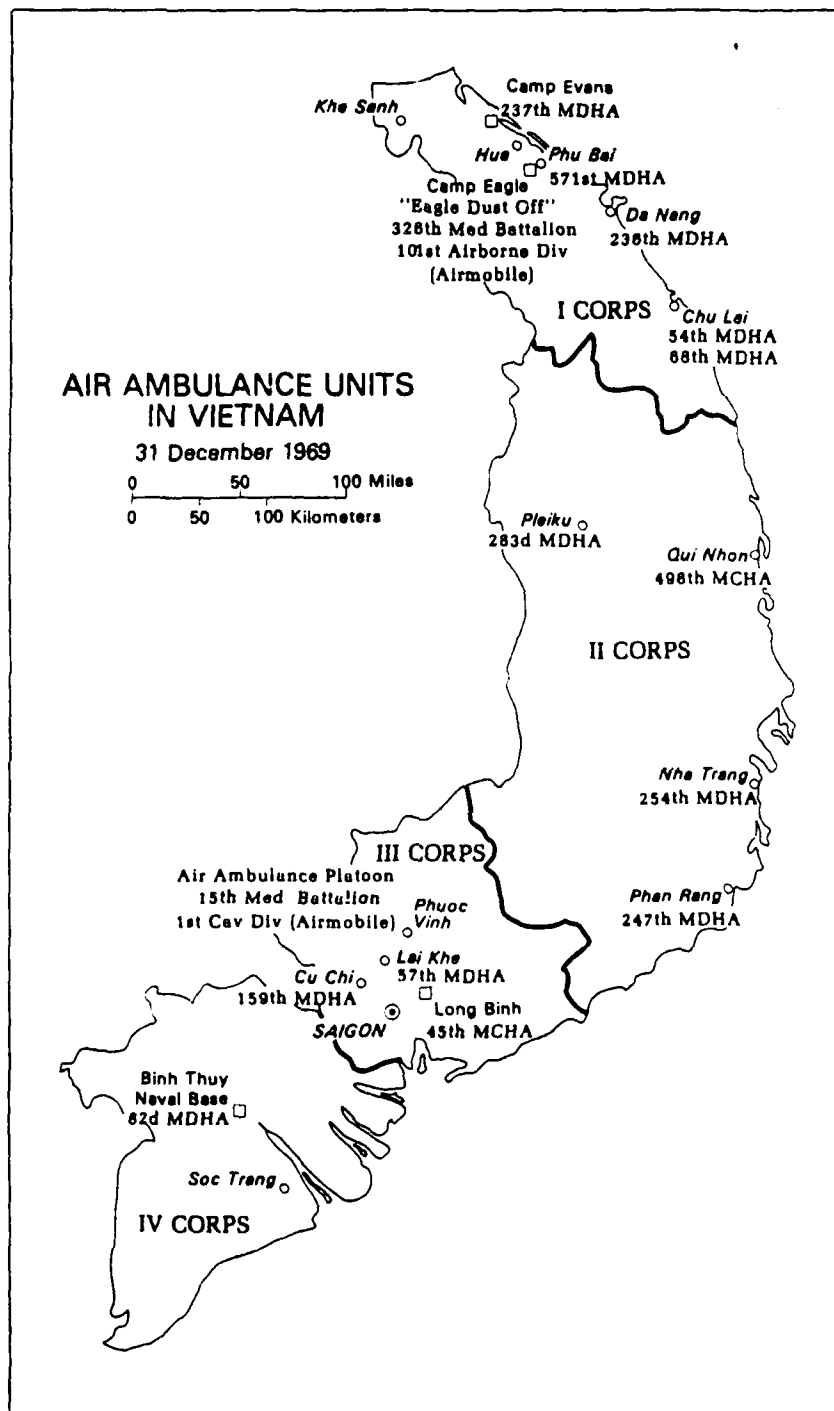 Camp Evans
237th MDHA
Khe Sanh
Hue
Phu Bai
571st MDHA
Camp Eagle
"Eagle Dust Off"
326th Med Battalion
101st Airborne Div
(Airmobile)
Da Nang
236th MDHA
I CORPS
Chu Lai
54th MDHA
68th MDHA
AIR AMBULANCE UNITS
IN VIETNAM
31 December 1969
0 50 100 Miles
0 50 100 Kilometers
Pleiku
283d MDHA
Qui Nhon
498th MCHA
II CORPS
Nha Trang
254th MDHA
III CORPS
Air Ambulance Platoon
15th Med Battalion
1st Cav Div (Airmobile)
Phuoc
Vinh
Phan Rang
247th MDHA
Lai Khe
57th MDHA
Cu Chi
159th MDHA
SAIGON
Long Binh
45th MCHA
Binh Thuy
Naval Base
82d MDHA
Soc Trang
IV CORPS